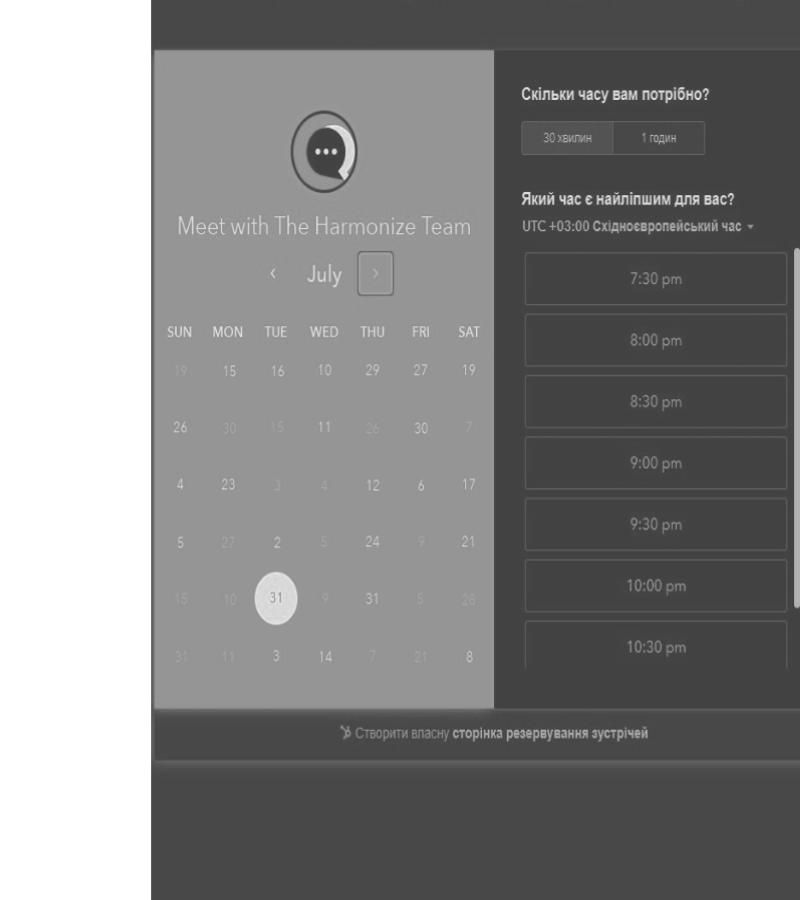 Meet with The Harmonize Team
‹ July ›
SUN MON TUE WED THU FRI SAT
19 15 16 10 29 27 19
26 30 15 11 26 30 7
4 23 3 4 12 6 17
5 27 2 5 24 9 21
15 10 31 9 31 5 28
31 11 3 14 7 21 8
Скільки часу вам потрібно?
30 хвилин 1 годин
Який час є найліпшим для вас?
UTC +03:00 Східноєвропейський час
7:30 pm
8:00 pm
8:30 pm
9:00 pm
9:30 pm
10:00 pm
10:30 pm
Створити власну сторінка резервування зустрічей